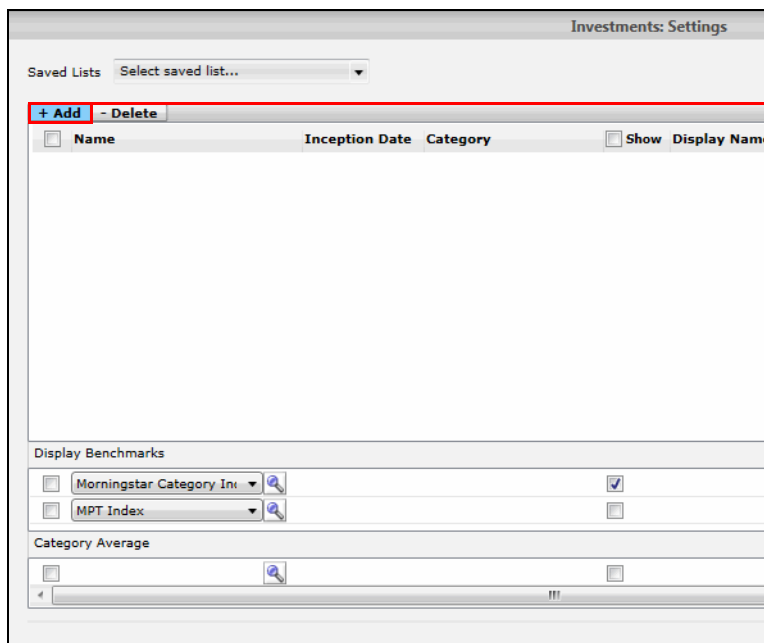 Investments: Settings
Saved Lists Select saved list...
+ Add - Delete
Name Inception Date Category Show Display Name
Display Benchmarks
Morningstar Category In
MPT Index
Category Average